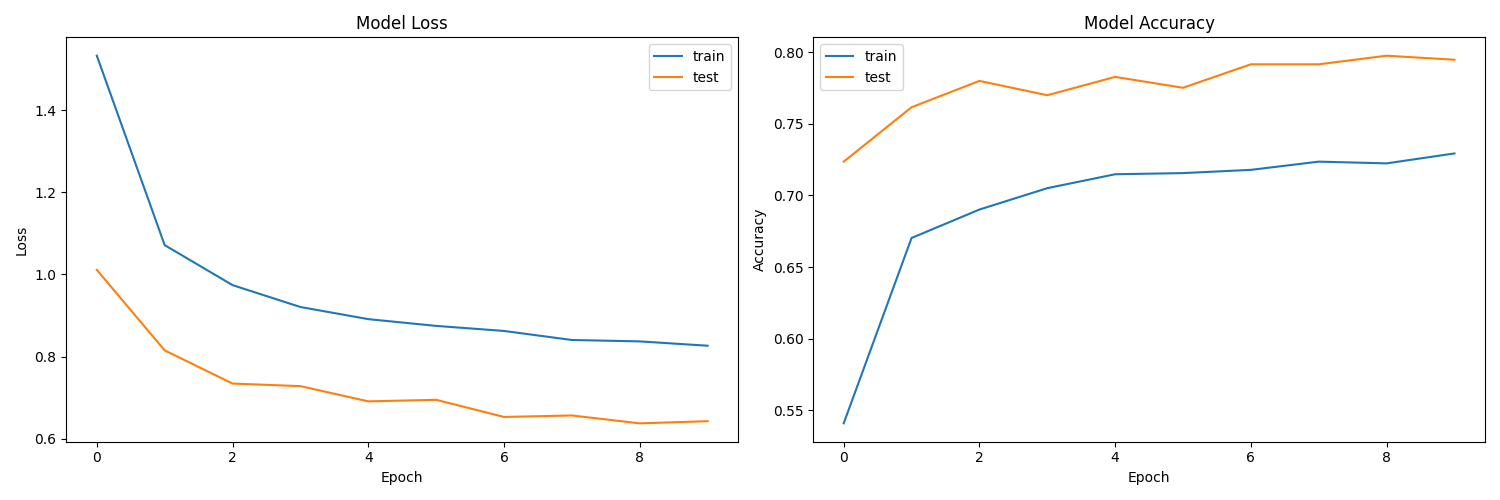 Model Loss
train
test
1.4
1.2
1.0
0.8
0.6
Loss
0 2 4 6 8
Epoch
Model Accuracy
train
test
0.80
0.75
0.70
0.65
0.60
0.55
Accuracy
0 2 4 6 8
Epoch